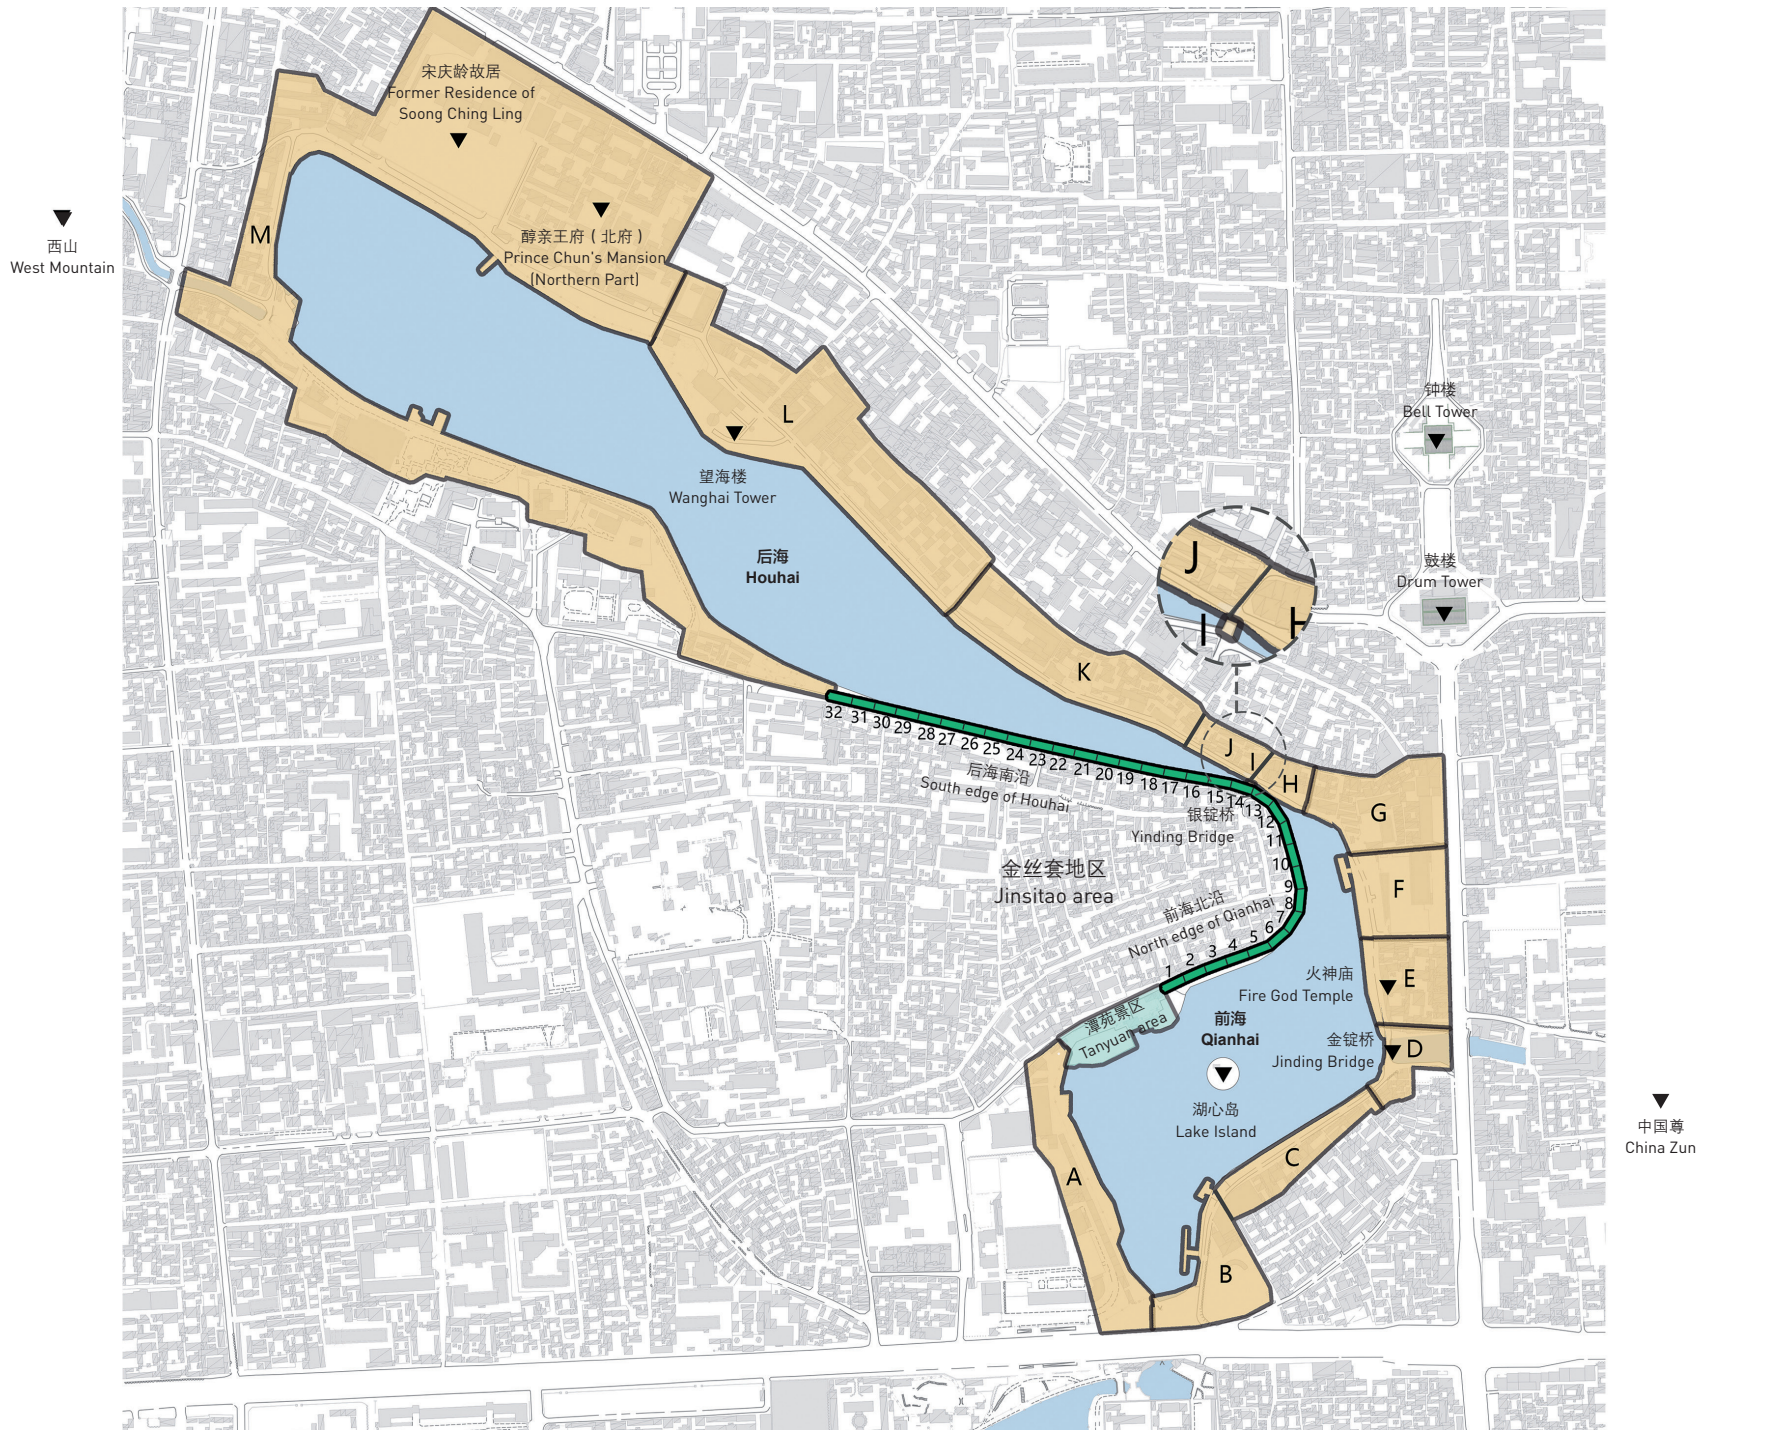 宋庆龄故居
Former Residence of
Soong Ching Ling
M
西山
West Mountain
醇亲王府（北府）
Prince Chun's Mansion
(Northern Part)
L
钟楼
Bell Tower
望海楼
Wanghai Tower
后海
Houhai
J
I
H
鼓楼
Drum Tower
K
32 31 30 29 28 27 26 25 24 23 22 21 20 19 18 17 16 15 14 13 12 11 10 9 8 7 6 5 4 3 2 1
J
I
H
G
后海南沿
South edge of Houhai
银锭桥
Yinding Bridge
金丝套地区
Jinsitao area
前海北沿
North edge of Qianhai
F
火神庙
Fire God Temple
E
潭苑景区
Tanyuan area
前海
Qianhai
金锭桥
Jinding Bridge
D
湖心岛
Lake Island
中国尊
China Zun
C
A
B